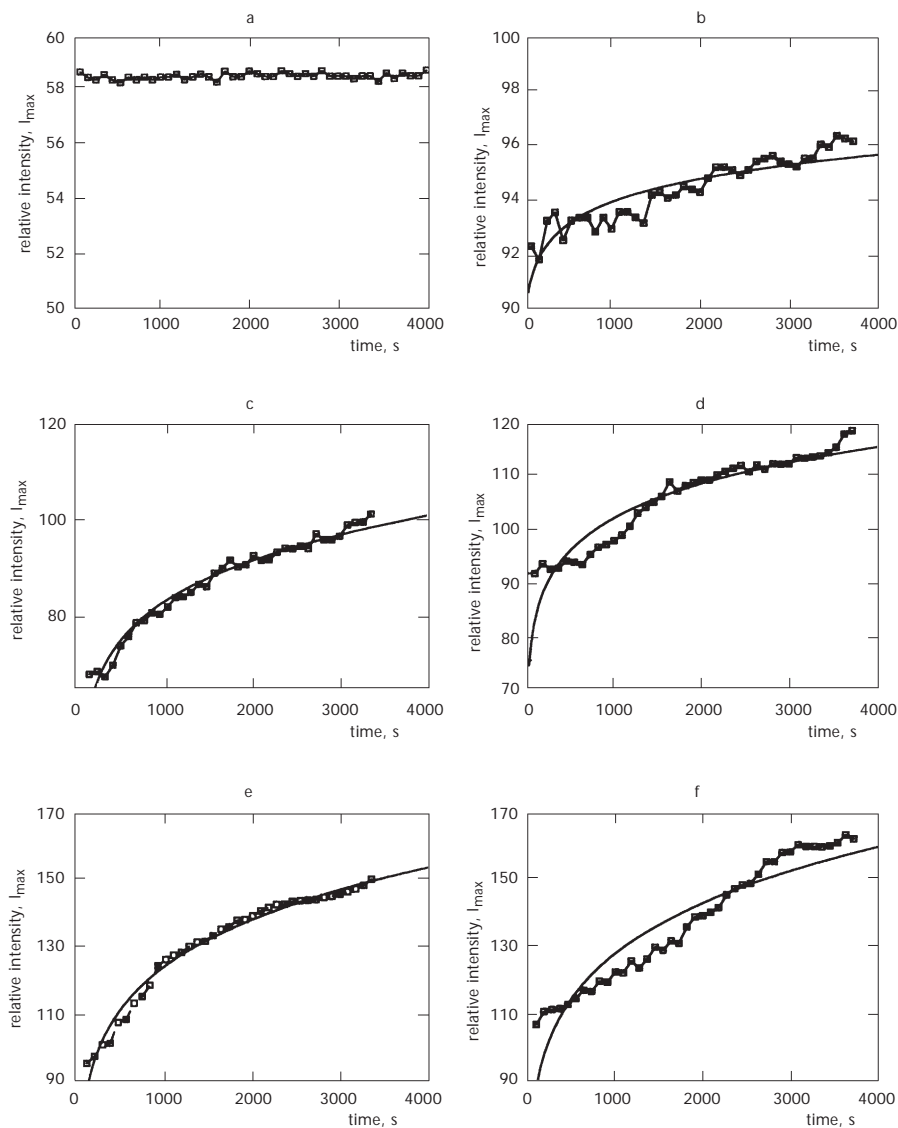 a
60
58
56
54
52
50
relative intensity, Imax
0 1000 2000 3000 4000
time, s
b
100
98
96
94
92
90
relative intensity, Imax
0 1000 2000 3000 4000
time, s
c
120
100
80
relative intensity, Imax
0 1000 2000 3000 4000
time, s
d
120
110
100
90
80
70
relative intensity, Imax
0 1000 2000 3000 4000
time, s
e
170
150
130
110
90
relative intensity, Imax
0 1000 2000 3000 4000
time, s
f
170
150
130
110
90
relative intensity, Imax
0 1000 2000 3000 4000
time, s